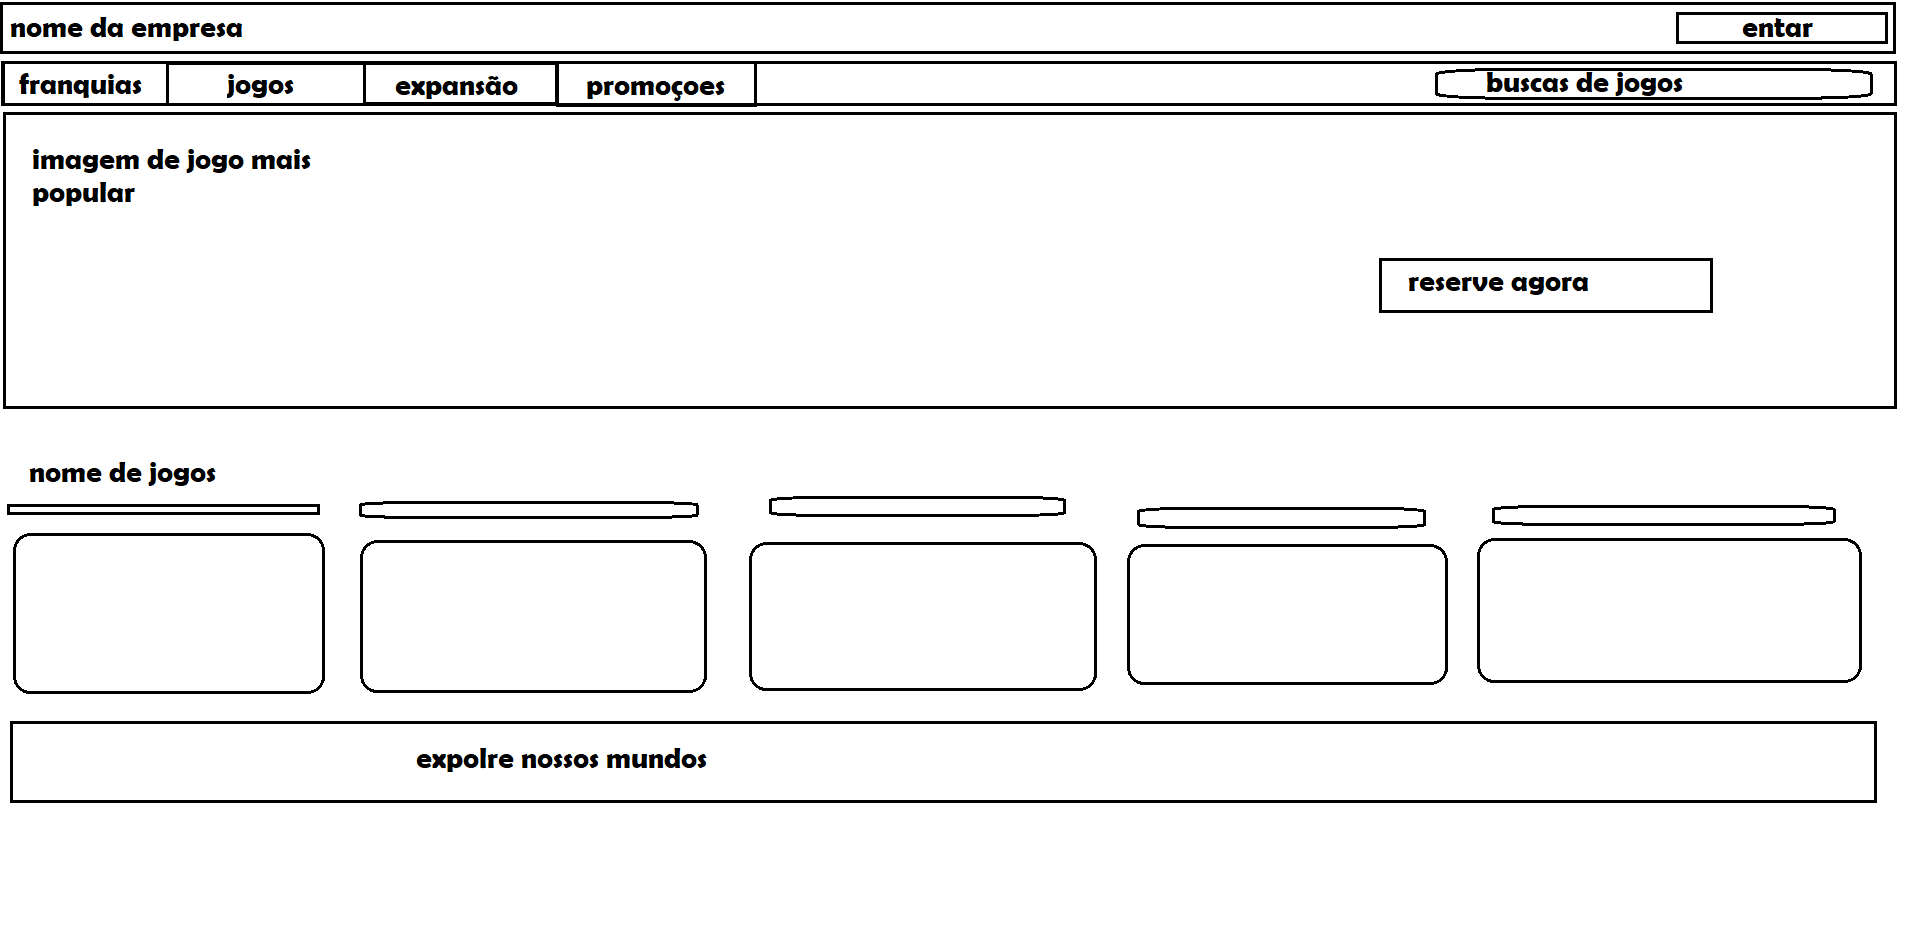 nome da empresa
entar
franquias
jogos
expansão
promoçoes
buscas de jogos
imagem de jogo mais
popular
reserve agora
nome de jogos
expolre nossos mundos